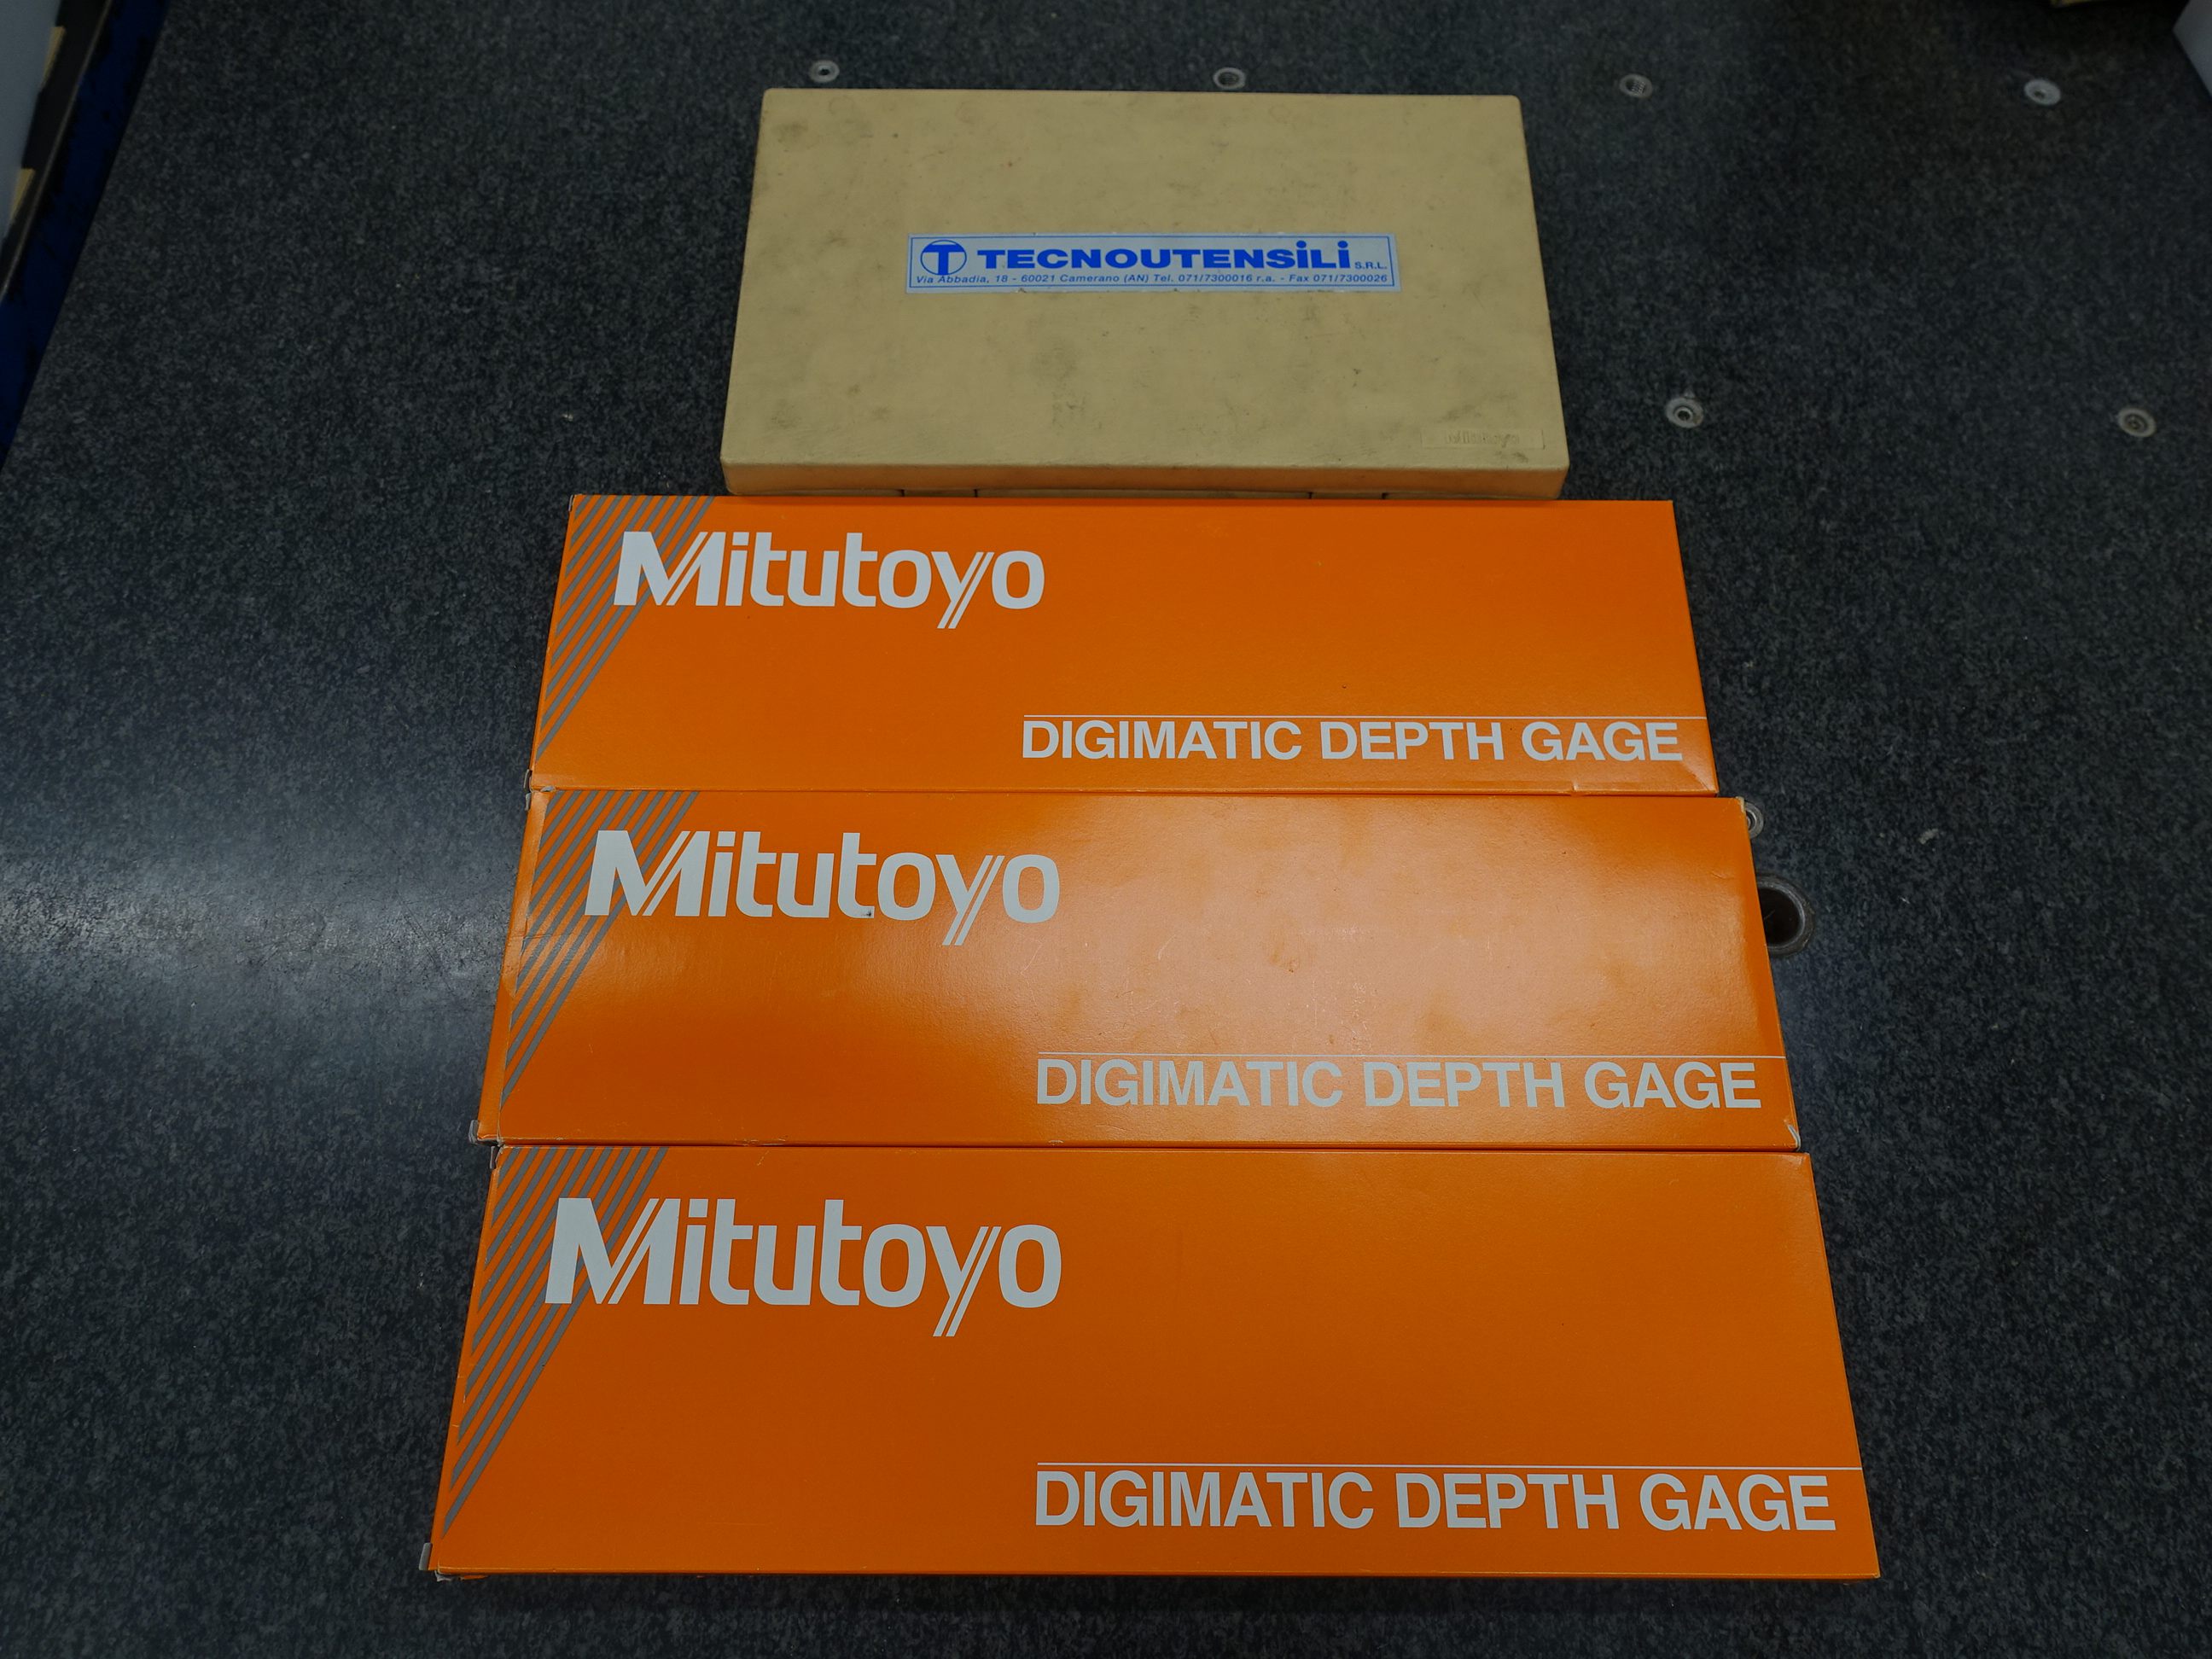 TECNOUTENSILI S.R.L.
Via Abbadia, 18 - 60021 Camerano (AN) Tel. 071/7300016 r.a. - Fax 071/7300026
Mitutoyo
Mitutoyo
DIGIMATIC DEPTH GAGE
Mitutoyo
DIGIMATIC DEPTH GAGE
Mitutoyo
DIGIMATIC DEPTH GAGE